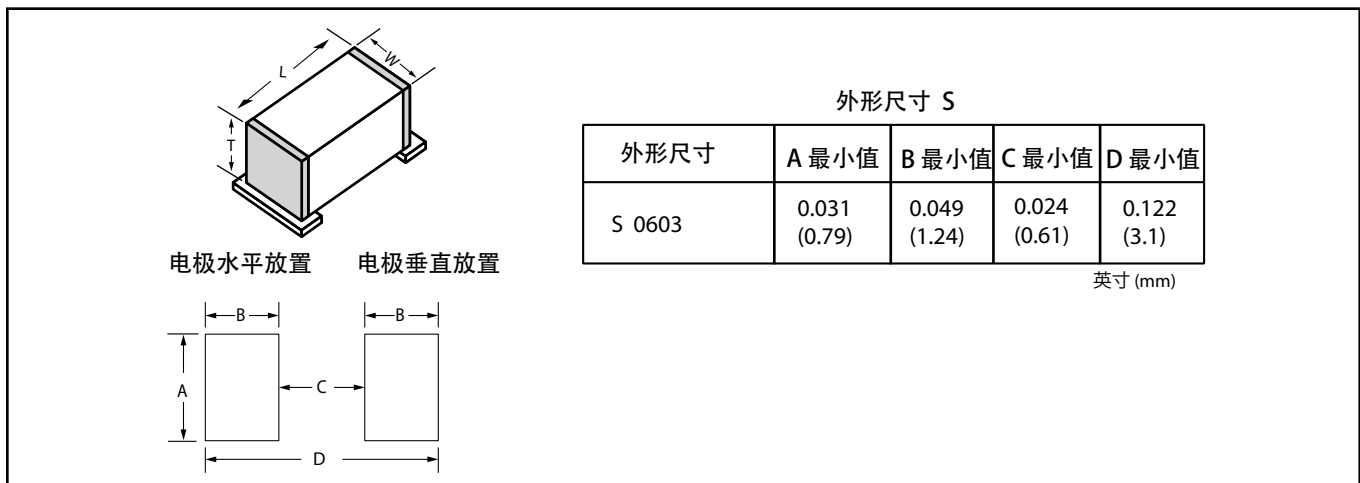 L
W
T
电极水平放置 电极垂直放置
B
B
A
C
D
外形尺寸 S
外形尺寸 A 最小值 B 最小值 C 最小值 D 最小值
S 0603 0.031 0.049 0.024 0.122
(0.79) (1.24) (0.61) (3.1)
英寸 (mm)